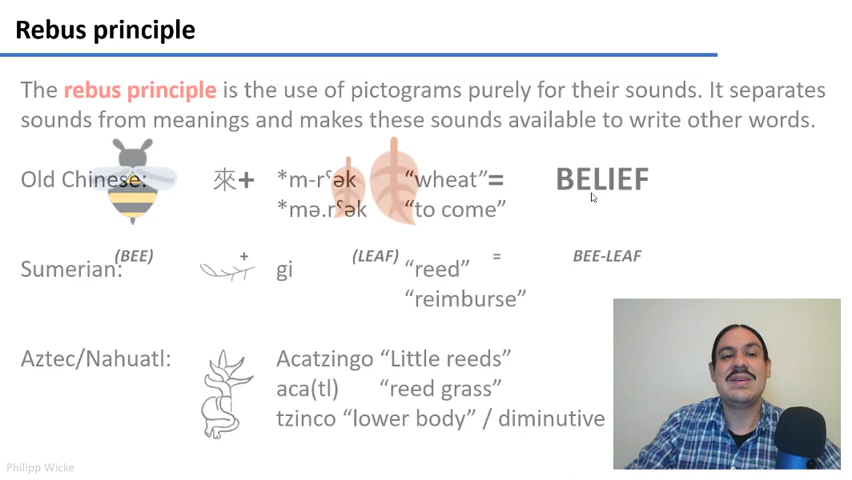 Rebus principle
The rebus principle is the use of pictograms purely for their sounds. It separates
sounds from meanings and makes these sounds available to write other words.
Old Chinese: 來+ *m-rˤək "wheat"= BELIEF
*mə.rˤək "to come"
(BEE) + (LEAF) = BEE-LEAF
Sumerian: gi "reed"
"reimburse"
Aztec/Nahuatl: Acatzingo "Little reeds"
aca(tl) "reed grass"
tzinco "lower body" / diminutive
Philipp Wicke